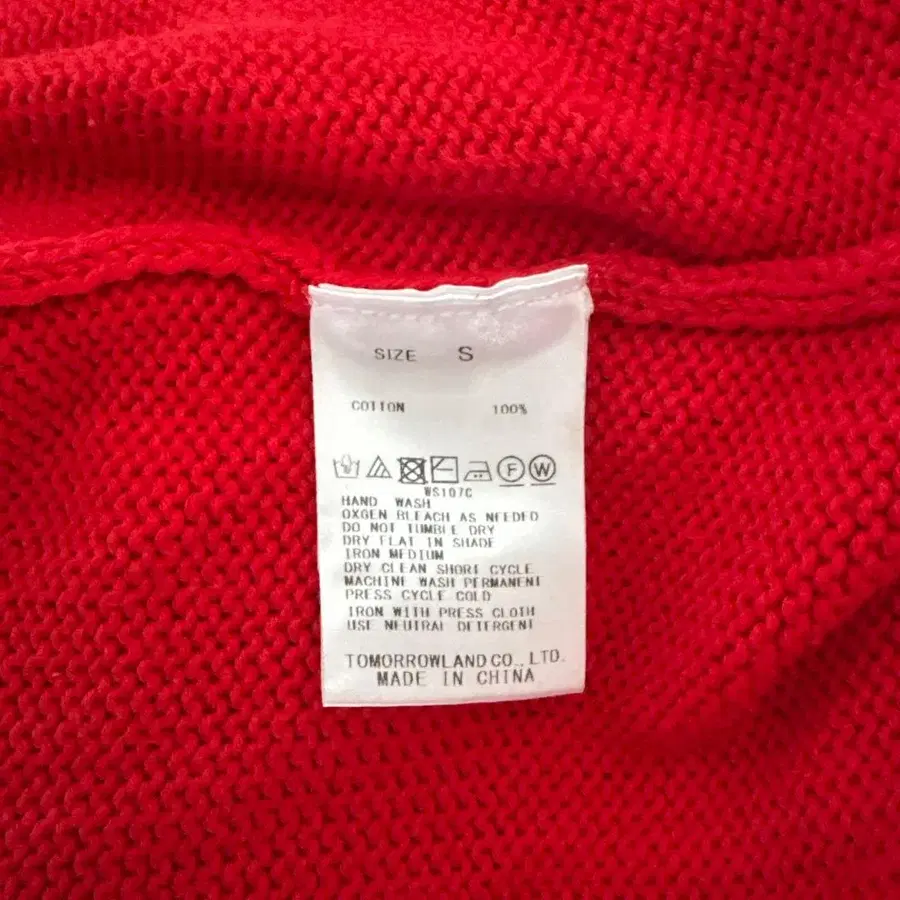 SIZE S
COTTON 100%
F W
WS107C
HAND WASH
OXGEN BLEACH AS NEEDED
DO NOT TUMBLE DRY
DRY FLAT IN SHADE
IRON MEDIUM
DRY CLEAN SHORT CYCLE
MACHINE WASH PERMANENT
PRESS CYCLE COLD
IRON WITH PRESS CLOTH
USE NEUTRAL DETERGENT
TOMORROWLAND CO., LTD.
MADE IN CHINA